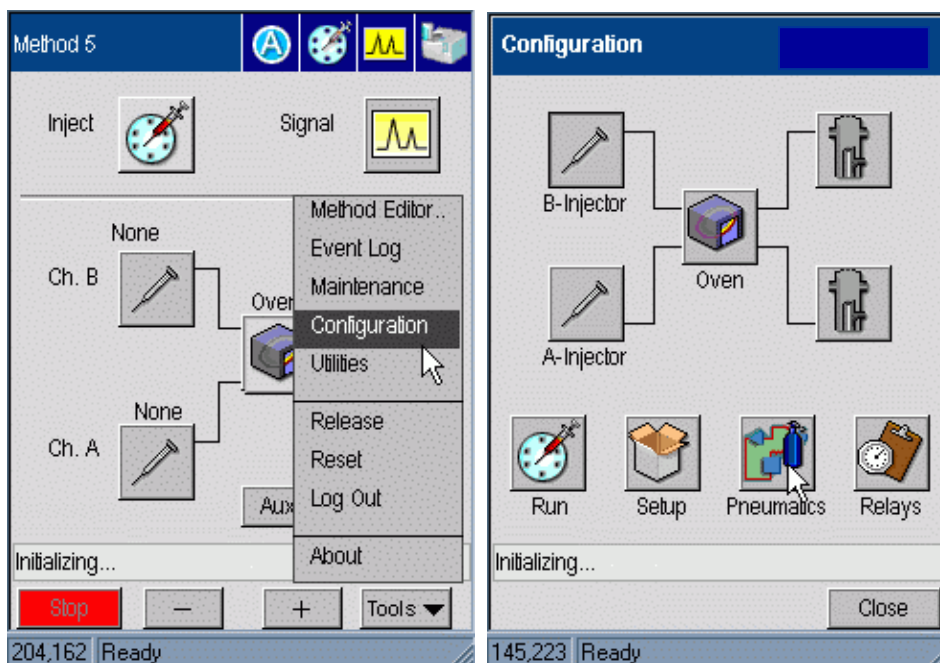 Method 5
A
Inject
Signal
Method Editor..
Event Log
Maintenance
Configuration
Utilities
Release
Reset
Log Out
About
None
Ch. B
Oven
None
Ch. A
Aux
Initializing...
Stop
−
+
Tools
204,162
Ready
Configuration
B-Injector
Oven
A-Injector
Run
Setup
Pneumatics
Relays
Initializing...
Close
145,223
Ready